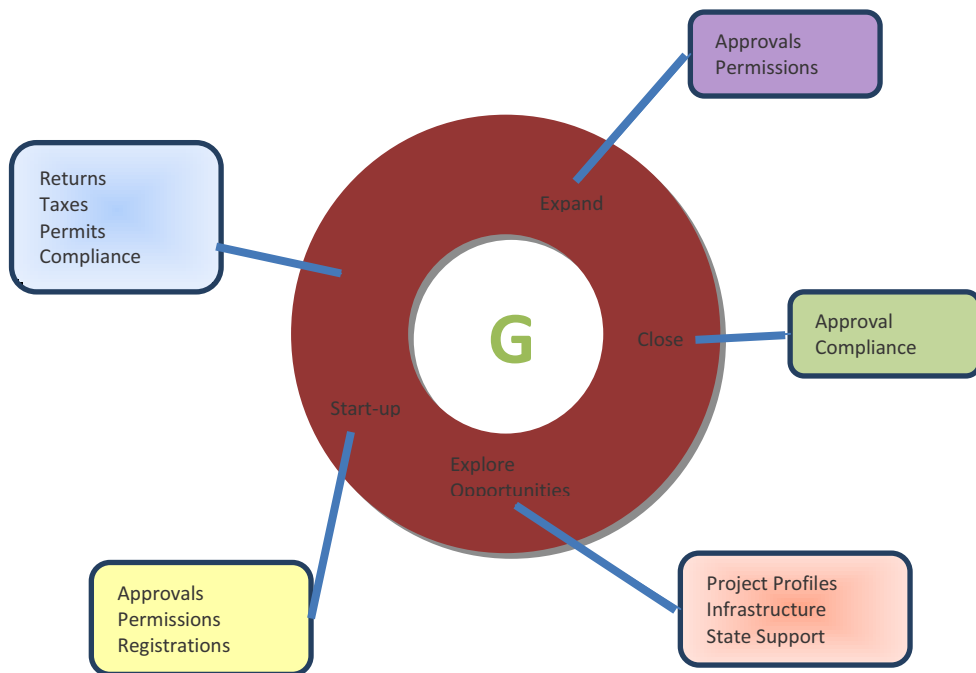 Approvals
Permissions
Returns
Taxes
Permits
Compliance
Expand
G
Close
Approval
Compliance
Start-up
Explore
Opportunities
Approvals
Permissions
Registrations
Project Profiles
Infrastructure
State Support